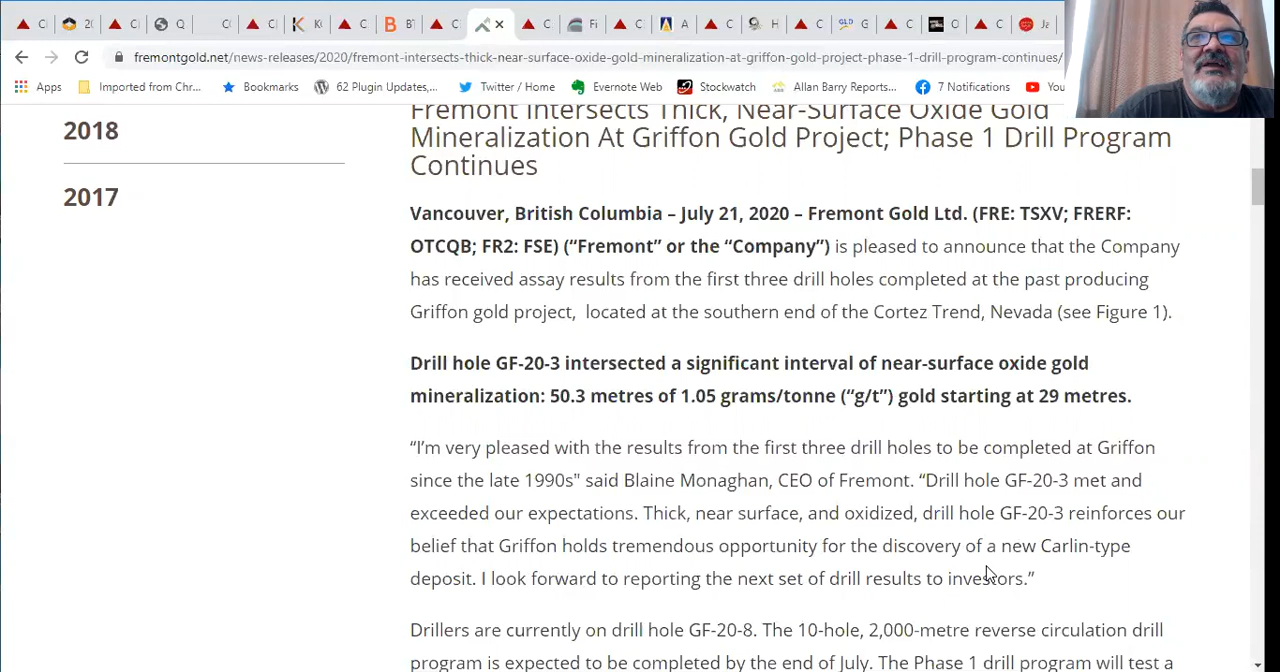 C
20
C
Q
C
C
K
C
B
C
C
Fi
C
A
C
H
C
GLD G
C
O
C
Ja
fremontgold.net/news-releases/2020/fremont-intersects-thick-near-surface-oxide-gold-mineralization-at-griffon-gold-project-phase-1-drill-program-continues/
Apps Imported from Chr... Bookmarks 62 Plugin Updates,... Twitter / Home Evernote Web Stockwatch Allan Barry Reports... 7 Notifications You
2018
2017
Fremont Intersects Thick, Near-Surface Oxide Gold
Mineralization At Griffon Gold Project; Phase 1 Drill Program
Continues
Vancouver, British Columbia – July 21, 2020 – Fremont Gold Ltd. (FRE: TSXV; FRERF:
OTCQB; FR2: FSE) (“Fremont” or the “Company”) is pleased to announce that the Company
has received assay results from the first three drill holes completed at the past producing
Griffon gold project, located at the southern end of the Cortez Trend, Nevada (see Figure 1).
Drill hole GF-20-3 intersected a significant interval of near-surface oxide gold
mineralization: 50.3 metres of 1.05 grams/tonne (“g/t”) gold starting at 29 metres.
“I’m very pleased with the results from the first three drill holes to be completed at Griffon
since the late 1990s" said Blaine Monaghan, CEO of Fremont. “Drill hole GF-20-3 met and
exceeded our expectations. Thick, near surface, and oxidized, drill hole GF-20-3 reinforces our
belief that Griffon holds tremendous opportunity for the discovery of a new Carlin-type
deposit. I look forward to reporting the next set of drill results to investors.”
Drillers are currently on drill hole GF-20-8. The 10-hole, 2,000-metre reverse circulation drill
program is expected to be completed by the end of July. The Phase 1 drill program will test a